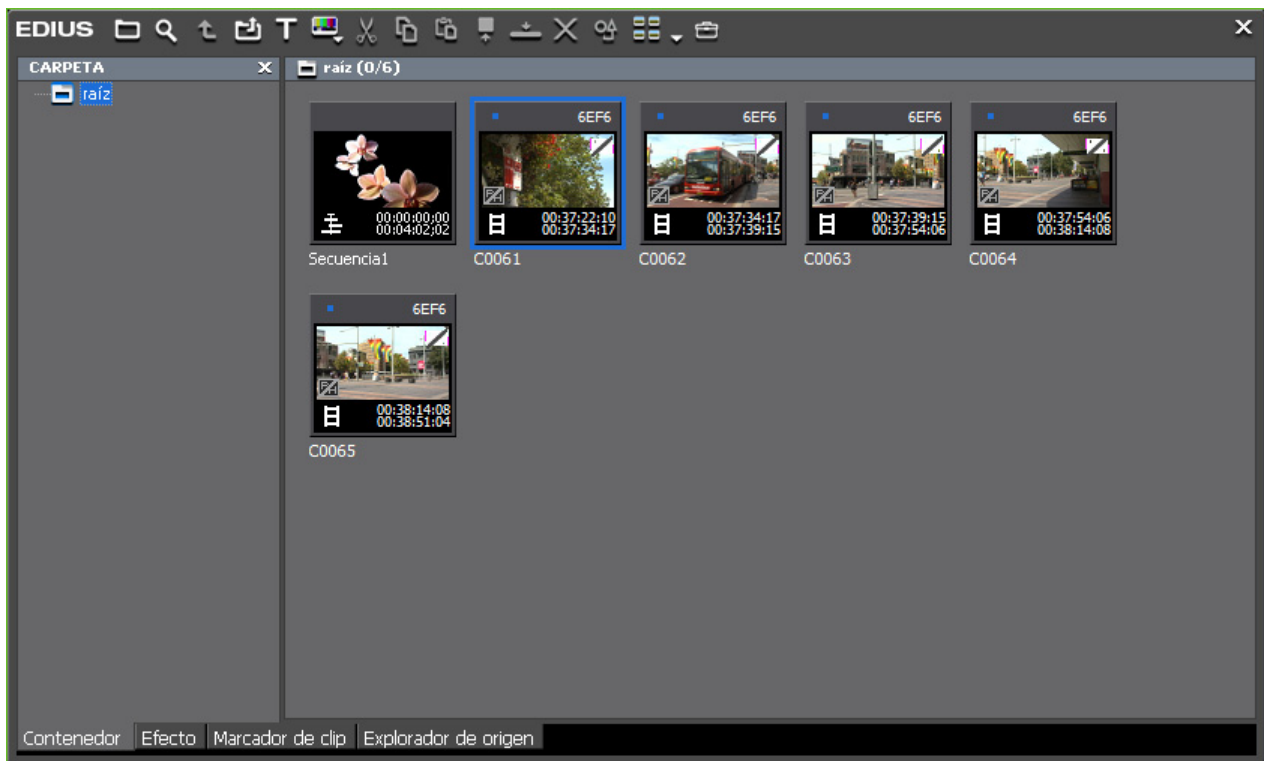 EDIUS
CARPETA
raíz (0/6)
raíz
6EF6
6EF6
6EF6
6EF6
00:00:00;00
00:04:02;02
00:37:22:10
00:37:34:17
00:37:34:17
00:37:39:15
00:37:39:15
00:37:54:06
00:37:54:06
00:38:14:08
Secuencia1
C0061
C0062
C0063
C0064
6EF6
00:38:14:08
00:38:51:04
C0065
Contenedor
Efecto
Marcador de clip
Explorador de origen